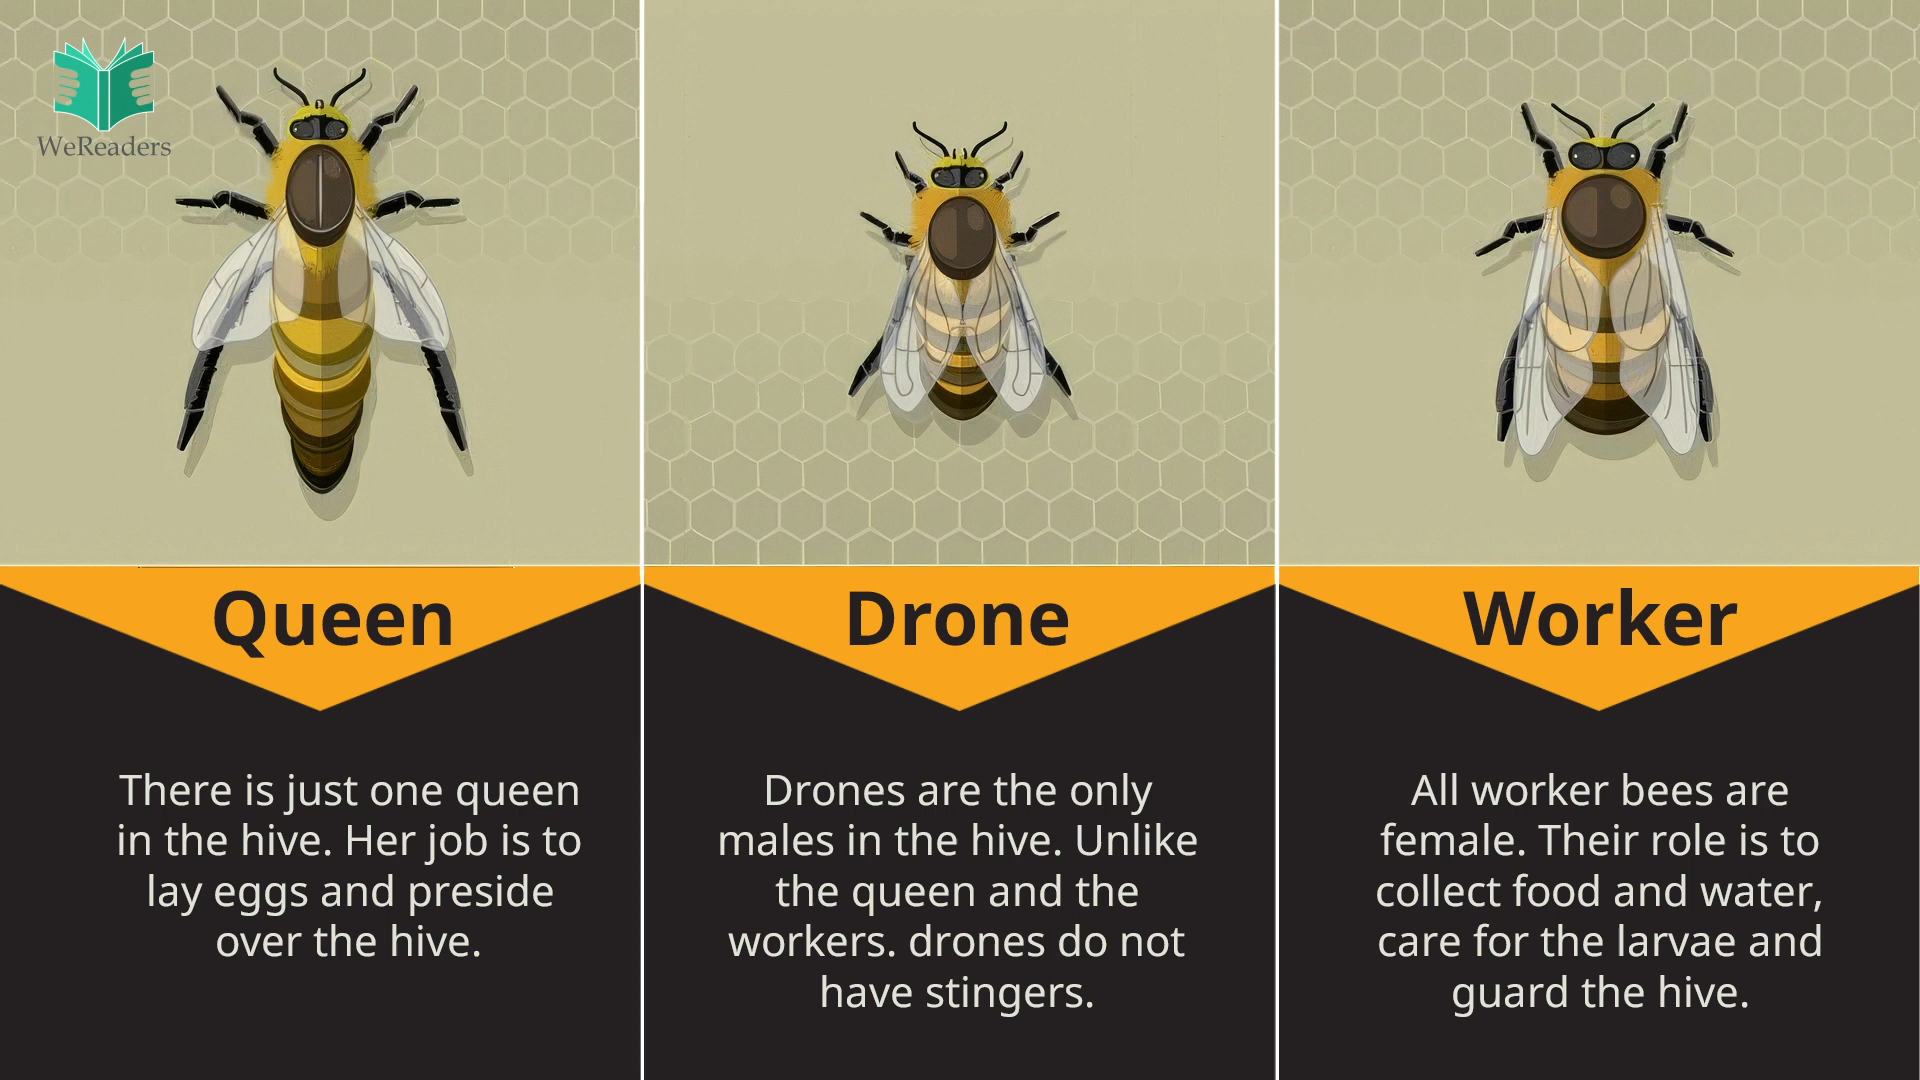 WeReaders
Queen
There is just one queen
in the hive. Her job is to
lay eggs and preside
over the hive.
Drone
Drones are the only
males in the hive. Unlike
the queen and the
workers. drones do not
have stingers.
Worker
All worker bees are
female. Their role is to
collect food and water,
care for the larvae and
guard the hive.